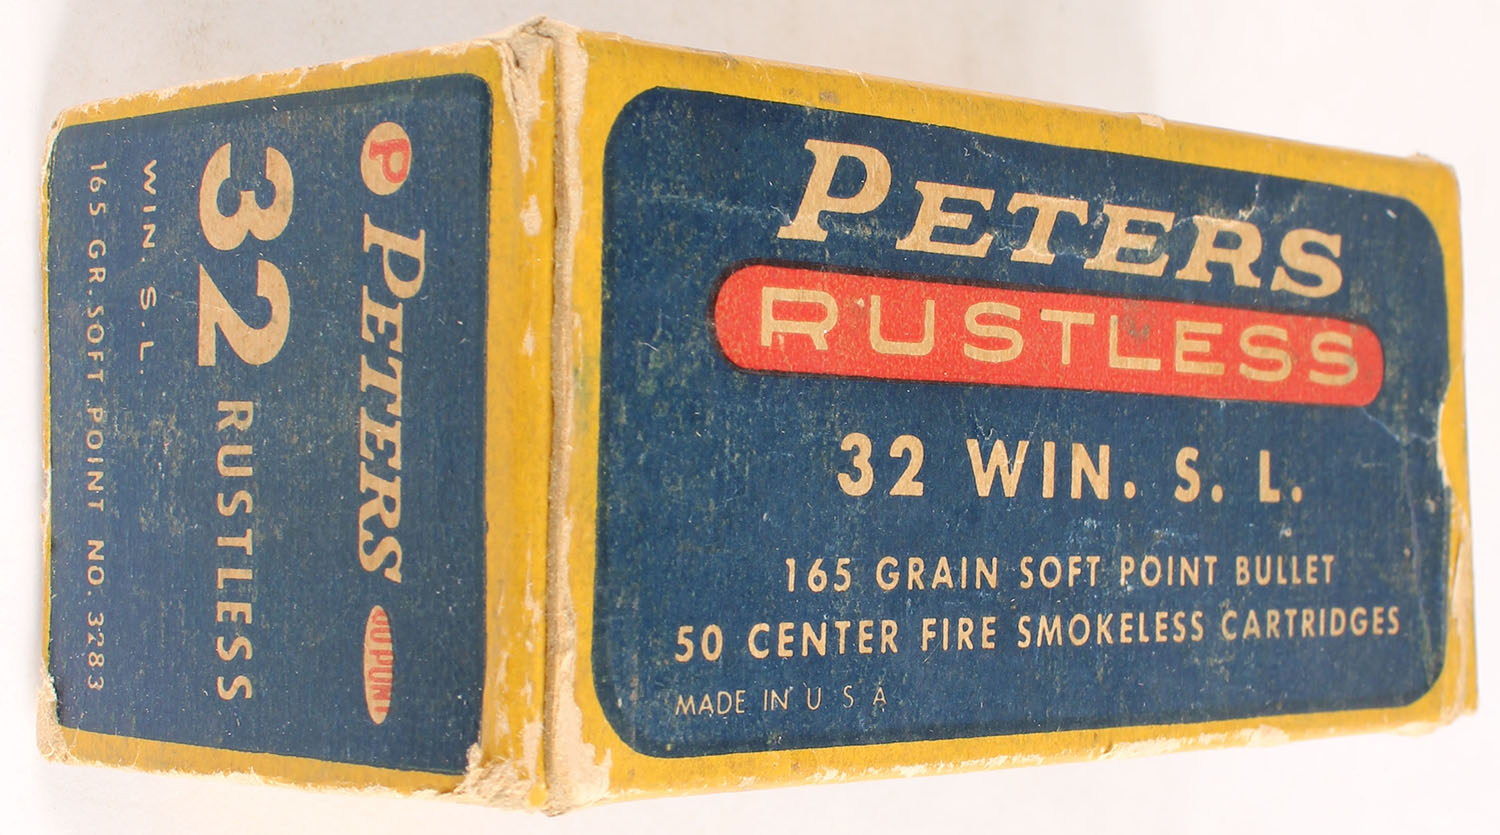 PETERS
RUSTLESS
32 WIN. S. L.
165 GRAIN SOFT POINT BULLET
50 CENTER FIRE SMOKELESS CARTRIDGES
MADE IN U S A
P PETERS DUPONT
32 RUSTLESS
WIN. S. L.
165 GR. SOFT POINT NO. 3283